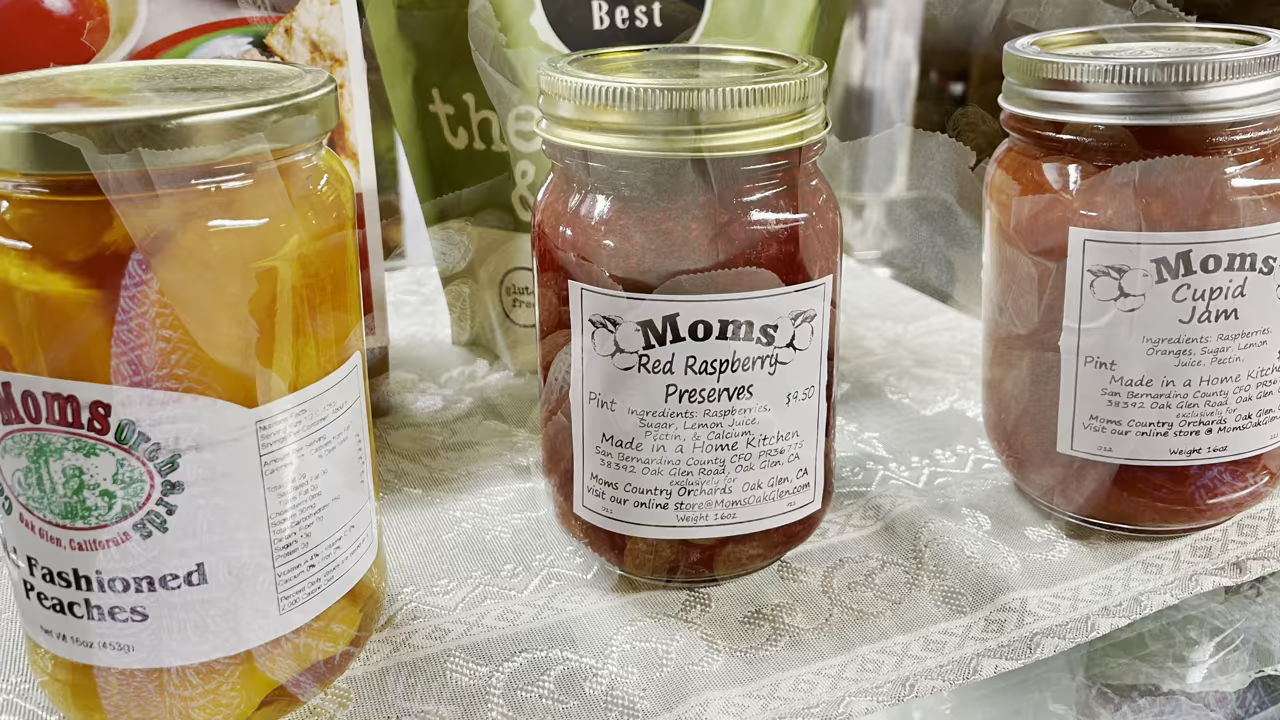 Best
the
&
glut
free
Moms
Orchards
Oak Glen, California
Fashioned
Peaches
Net Wt 16oz (453g)
Moms
Red Raspberry
Preserves
Pint
$9.50
Ingredients: Raspberries,
Sugar, Lemon Juice,
Pectin, & Calcium.
Made in a Home Kitchen
San Bernardino County CFO PR36775
38392 Oak Glen Road, Oak Glen, CA
exclusively for
Moms Country Orchards Oak Glen, CA
visit our online store@MomsOakGlen.com
Weight 16oz
Moms
Cupid
Jam
Ingredients: Raspberries,
Oranges, Sugar, Lemon
Juice, Pectin,
Pint
Made in a Home Kitche
San Bernardino County CFO PR36
38392 Oak Glen Road, Oak Glen,
exclusively for
Moms Country Orchards Oak Glen,
Visit our online store @ MomsOakGlen
Weight 16oz